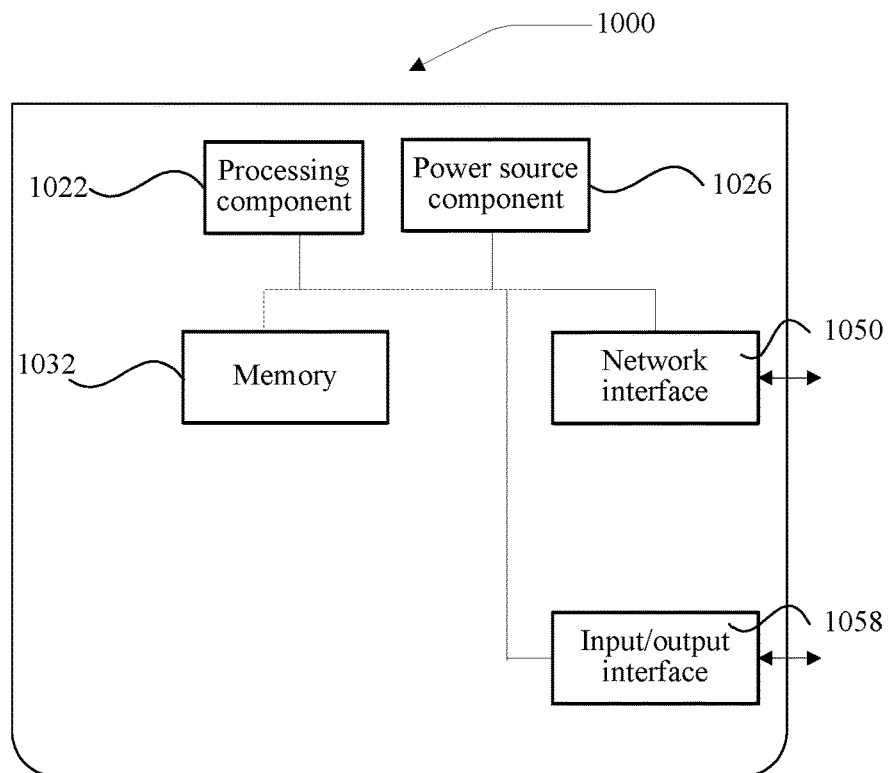 1000
Processing
component
1022
Power source
component
1026
Memory
1032
Network
interface
1050
Input/output
interface
1058